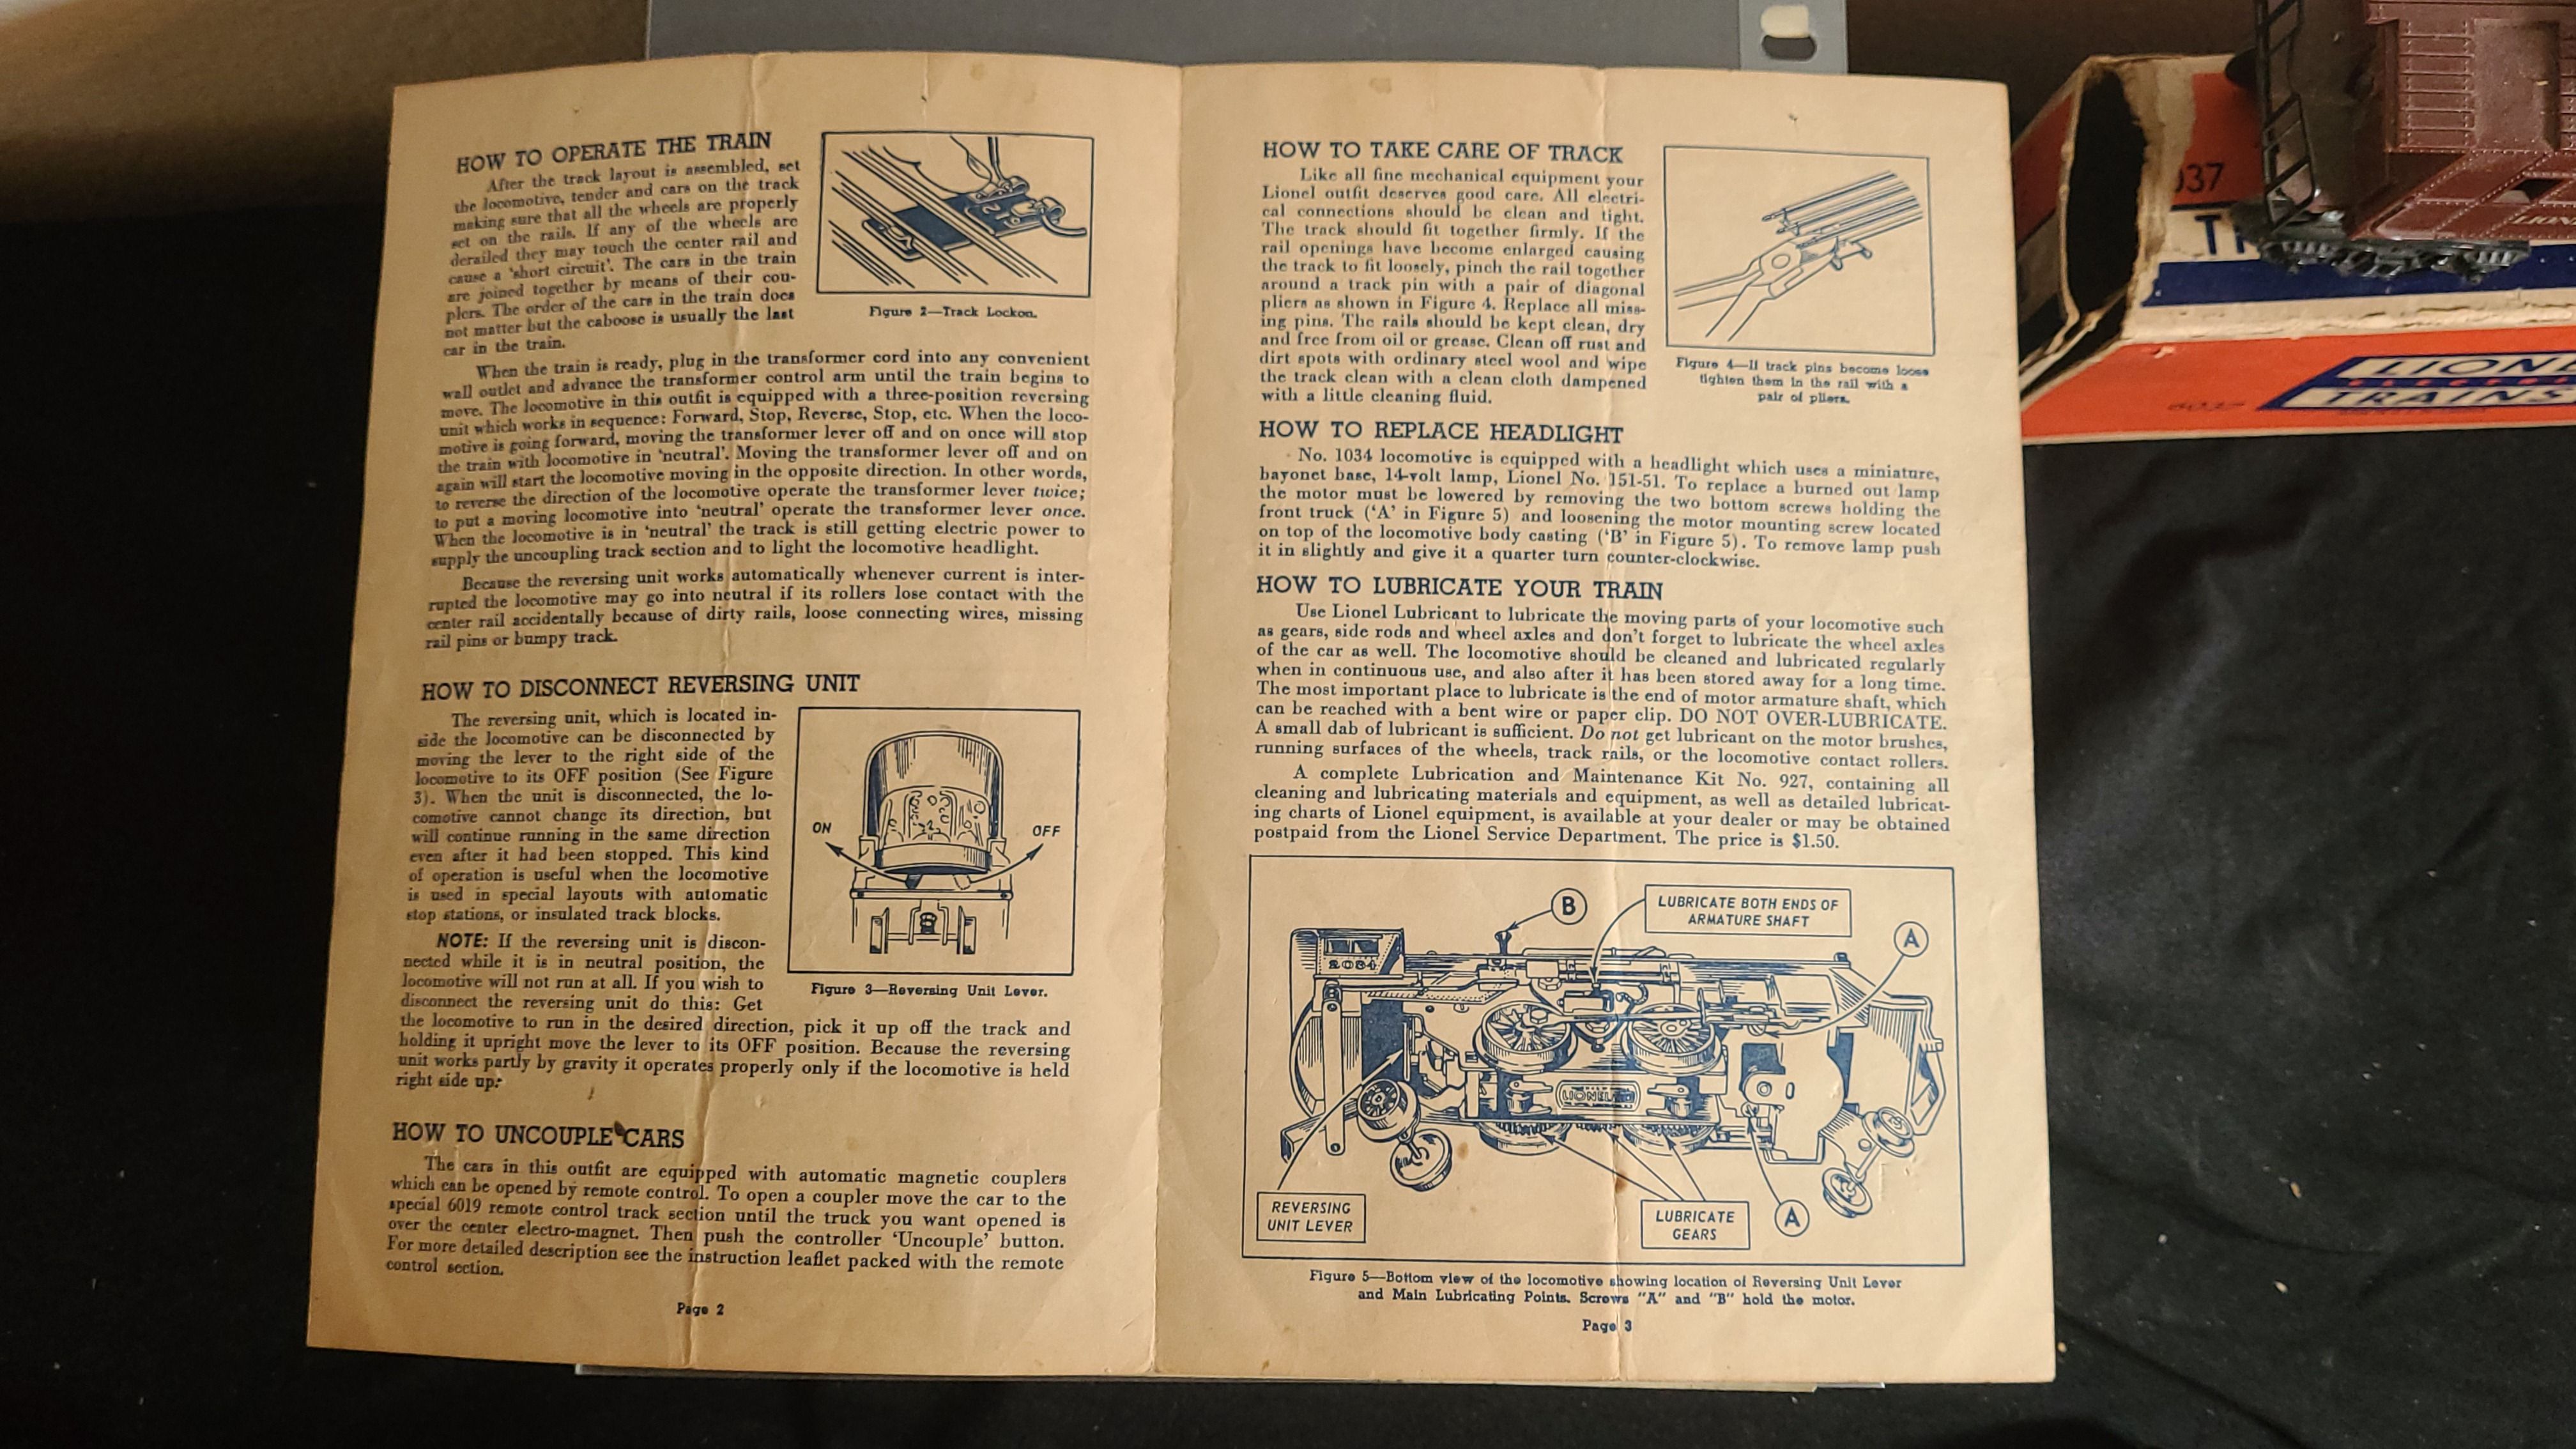 HOW TO OPERATE THE TRAIN
After the track layout is assembled, set
the locomotive, tender and cars on the track
making sure that all the wheels are properly
set on the rails. If any of the wheels are
derailed they may touch the center rail and
cause a 'short circuit'. The cars in the train
are joined together by means of their cou-
plers. The order of the cars in the train does
not matter but the caboose is usually the last
car in the train.
Figure 2—Track Lockon.
When the train is ready, plug in the transformer cord into any convenient
wall outlet and advance the transformer control arm until the train begins to
move. The locomotive in this outfit is equipped with a three-position reversing
unit which works in sequence: Forward, Stop, Reverse, Stop, etc. When the loco-
motive is going forward, moving the transformer lever off and on once will stop
the train with locomotive in 'neutral'. Moving the transformer lever off and on
again will start the locomotive moving in the opposite direction. In other words,
to reverse the direction of the locomotive operate the transformer lever twice;
to put a moving locomotive into 'neutral' operate the transformer lever once.
When the locomotive is in 'neutral' the track is still getting electric power to
supply the uncoupling track section and to light the locomotive headlight.
Because the reversing unit works automatically whenever current is inter-
rupted the locomotive may go into neutral if its rollers lose contact with the
center rail accidentally because of dirty rails, loose connecting wires, missing
rail pins or bumpy track.
HOW TO DISCONNECT REVERSING UNIT
The reversing unit, which is located in-
side the locomotive can be disconnected by
moving the lever to the right side of the
locomotive to its OFF position (See Figure
3). When the unit is disconnected, the lo-
comotive cannot change its direction, but
will continue running in the same direction
even after it had been stopped. This kind
of operation is useful when the locomotive
is used in special layouts with automatic
stop stations, or insulated track blocks.
NOTE: If the reversing unit is discon-
nected while it is in neutral position, the
locomotive will not run at all. If you wish to
disconnect the reversing unit do this: Get
the locomotive to run in the desired direction, pick it up off the track and
holding it upright move the lever to its OFF position. Because the reversing
unit works partly by gravity it operates properly only if the locomotive is held
right side up.
ON
OFF
Figure 3—Reversing Unit Lever.
HOW TO UNCOUPLE CARS
The cars in this outfit are equipped with automatic magnetic couplers
which can be opened by remote control. To open a coupler move the car to the
special 6019 remote control track section until the truck you want opened is
over the center electro-magnet. Then push the controller 'Uncouple' button.
For more detailed description see the instruction leaflet packed with the remote
control section.
Page 2
HOW TO TAKE CARE OF TRACK
Like all fine mechanical equipment your
Lionel outfit deserves good care. All electri-
cal connections should be clean and tight.
The track should fit together firmly. If the
rail openings have become enlarged causing
the track to fit loosely, pinch the rail together
around a track pin with a pair of diagonal
pliers as shown in Figure 4. Replace all miss-
ing pins. The rails should be kept clean, dry
and free from oil or grease. Clean off rust and
dirt spots with ordinary steel wool and wipe
the track clean with a clean cloth dampened
with a little cleaning fluid.
Figure 4—If track pins become loose
tighten them in the rail with a
pair of pliers.
HOW TO REPLACE HEADLIGHT
No. 1034 locomotive is equipped with a headlight which uses a miniature,
bayonet base, 14-volt lamp, Lionel No. 151-51. To replace a burned out lamp
the motor must be lowered by removing the two bottom screws holding the
front truck ('A' in Figure 5) and loosening the motor mounting screw located
on top of the locomotive body casting ('B' in Figure 5). To remove lamp push
it in slightly and give it a quarter turn counter-clockwise.
HOW TO LUBRICATE YOUR TRAIN
Use Lionel Lubricant to lubricate the moving parts of your locomotive such
as gears, side rods and wheel axles and don't forget to lubricate the wheel axles
of the car as well. The locomotive should be cleaned and lubricated regularly
when in continuous use, and also after it has been stored away for a long time.
The most important place to lubricate is the end of motor armature shaft, which
can be reached with a bent wire or paper clip. DO NOT OVER-LUBRICATE.
A small dab of lubricant is sufficient. Do not get lubricant on the motor brushes,
running surfaces of the wheels, track rails, or the locomotive contact rollers.
A complete Lubrication and Maintenance Kit No. 927, containing all
cleaning and lubricating materials and equipment, as well as detailed lubricat-
ing charts of Lionel equipment, is available at your dealer or may be obtained
postpaid from the Lionel Service Department. The price is $1.50.
B
LUBRICATE BOTH ENDS OF
ARMATURE SHAFT
A
2034
LIONEL
REVERSING
UNIT LEVER
LUBRICATE
GEARS
A
Figure 5—Bottom view of the locomotive showing location of Reversing Unit Lever
and Main Lubricating Points. Screws "A" and "B" hold the motor.
Page 3
037
LIONEL
TRAINS